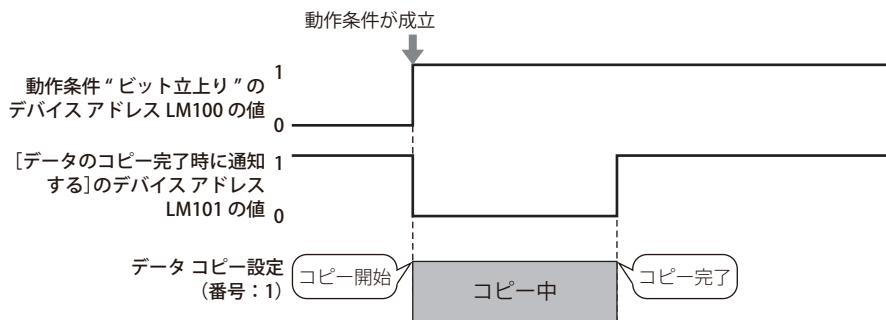 動作条件が成立
動作条件“ビット立上り”の
デバイス アドレス LM100 の値
1
0
［データのコピー完了時に通知
する］のデバイス アドレス
LM101 の値
1
0
データ コピー設定
（番号：1）
コピー開始
コピー中
コピー完了